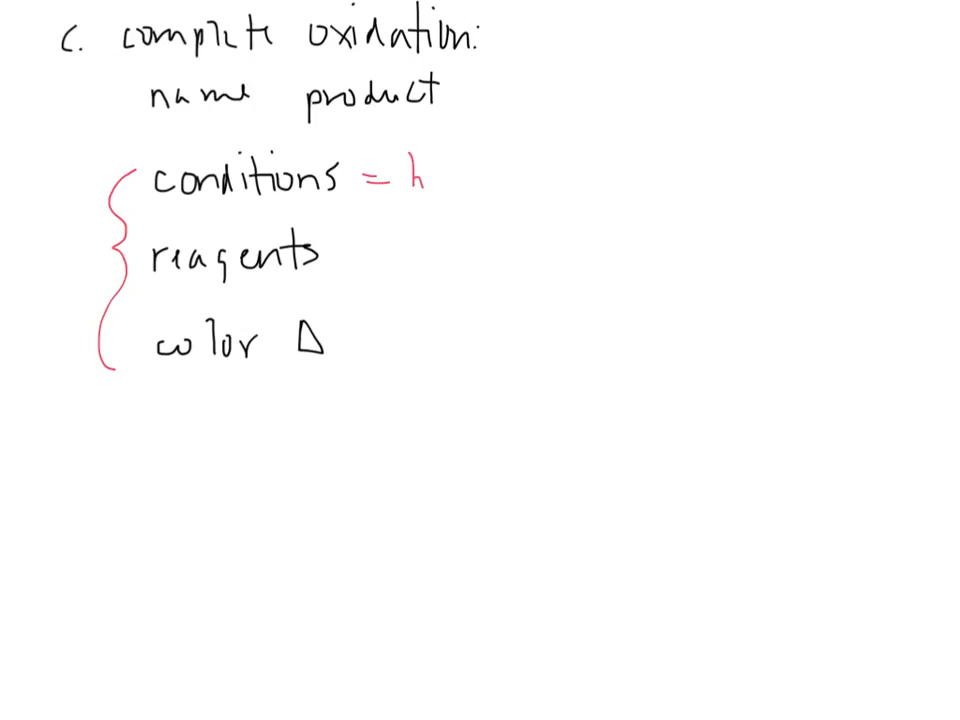 c. complete oxidation:
name product
conditions = h
reagents
color Δ